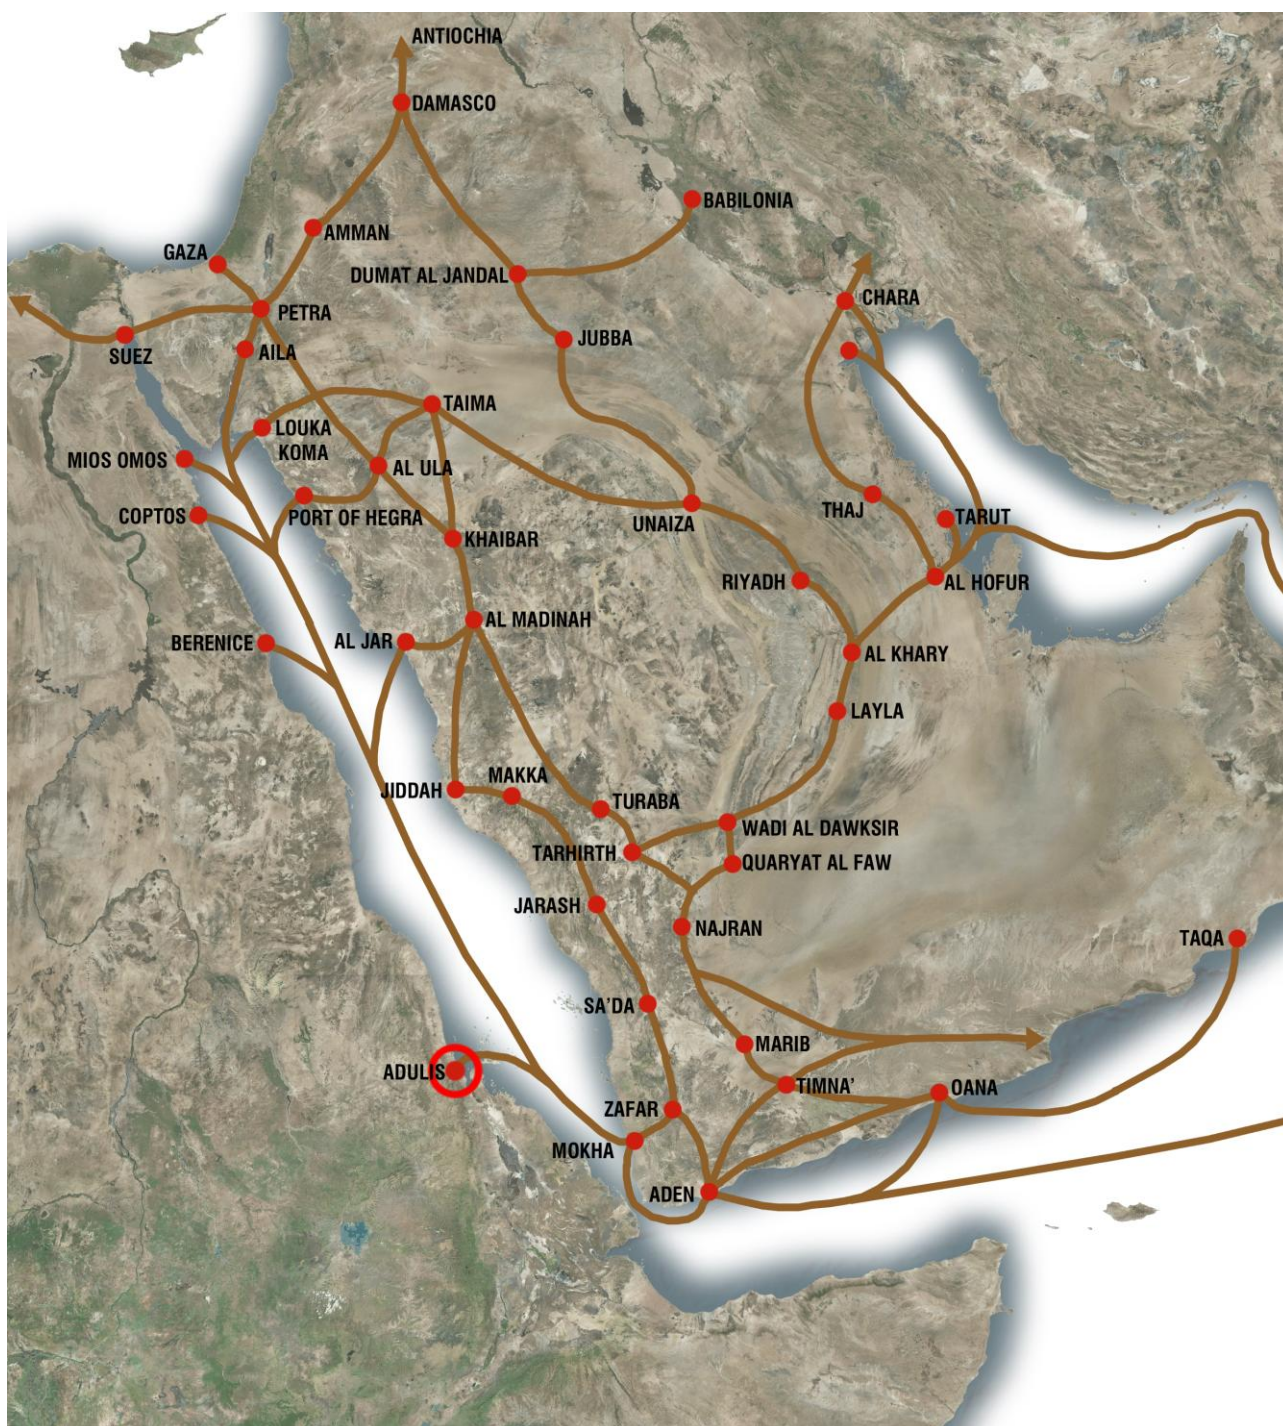 ANTIOCHIA
DAMASCO
BABILONIA
AMMAN
GAZA
DUMAT AL JANDAL
CHARA
PETRA
JUBBA
SUEZ
AILA
TAIMA
LOUKA
KOMA
MIOS OMOS
AL ULA
PORT OF HEGRA
COPTOS
THAJ
TARUT
UNAIZA
KHAIBAR
RIYADH
AL HOFUR
AL MADINAH
BERENICE
AL JAR
AL KHARY
LAYLA
MAKKA
JIDDAH
TURABA
WADI AL DAWKSIR
TARHIRTH
QUARYAT AL FAW
JARASH
NAJRAN
TAQA
SA'DA
MARIB
ADULIS
TIMNA'
OANA
ZAFAR
MOKHA
ADEN